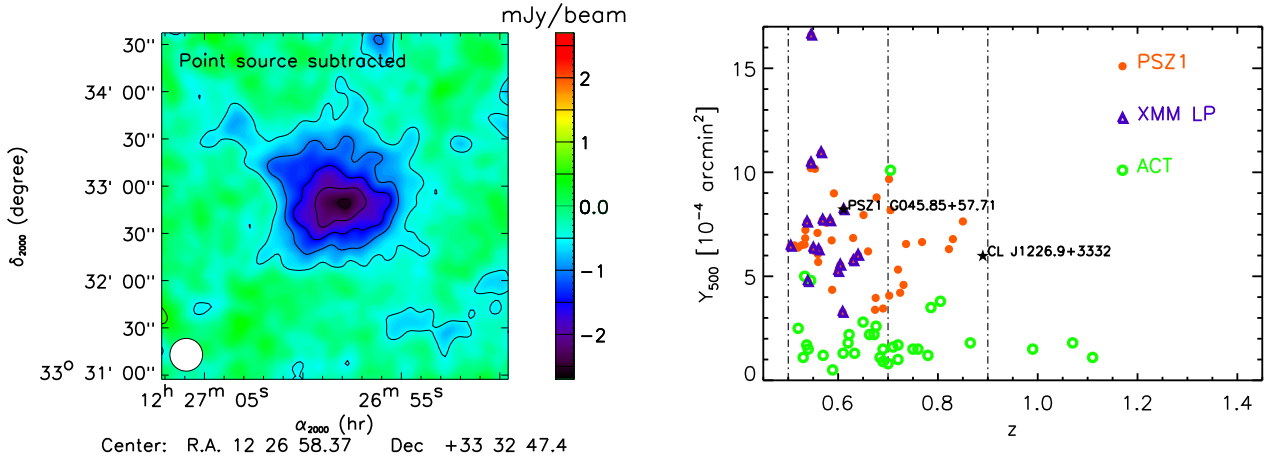 mJy/beam
Point source subtracted
30''
34' 00''
30''
33' 00''
30''
32' 00''
30''
33° 31' 00''
δ2000 (degree)
12h 27m 05s
26m 55s
α2000 (hr)
Center: R.A. 12 26 58.37 Dec +33 32 47.4
2
1
0.0
−1
−2
Y500 [10-4 arcmin2]
15
10
5
0
0.6
0.8
1.0
1.2
1.4
z
PSZ1
XMM LP
ACT
PSZ1 G045.85+57.71
CL J1226.9+3332